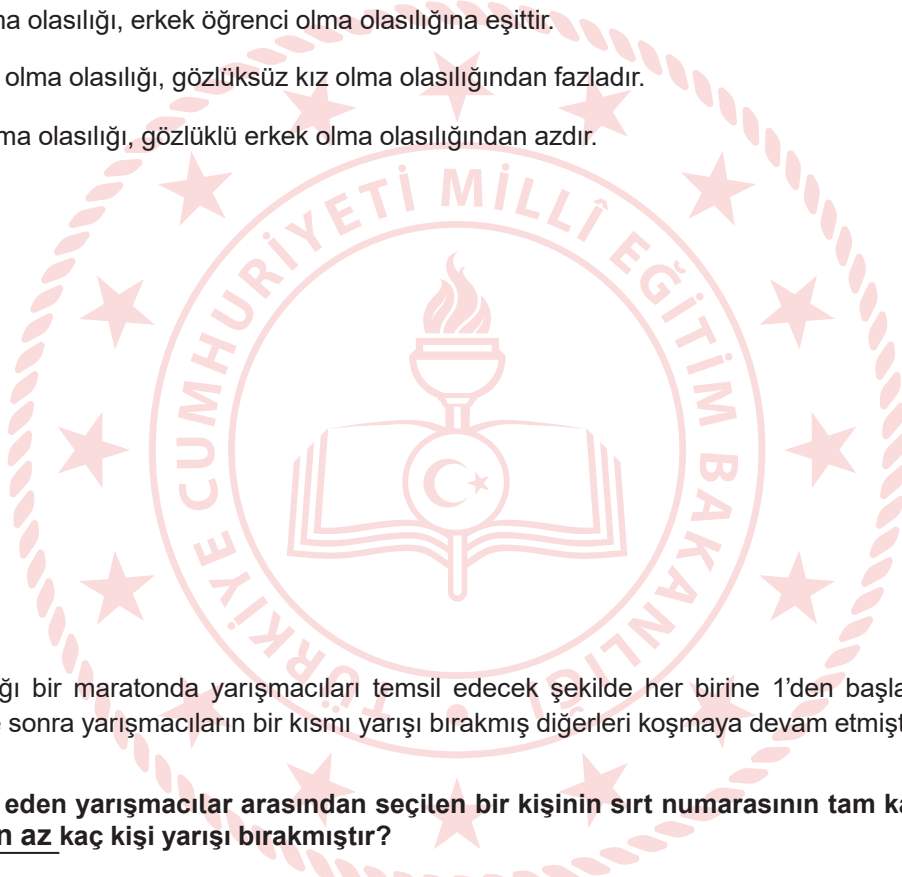 ma olasılığı, erkek öğrenci olma olasılığına eşittir.
olma olasılığı, gözlüksüz kız olma olasılığından fazladır.
ma olasılığı, gözlüklü erkek olma olasılığından azdır.
TÜRKİYE CUMHURİYETİ MİLLÎ EĞİTİM BAKANLIĞI
ğı bir maratonda yarışmacıları temsil edecek şekilde her birine 1’den başla
sonra yarışmacıların bir kısmı yarışı bırakmış diğerleri koşmaya devam etmişt
eden yarışmacılar arasından seçilen bir kişinin sırt numarasının tam ka
n az kaç kişi yarışı bırakmıştır?